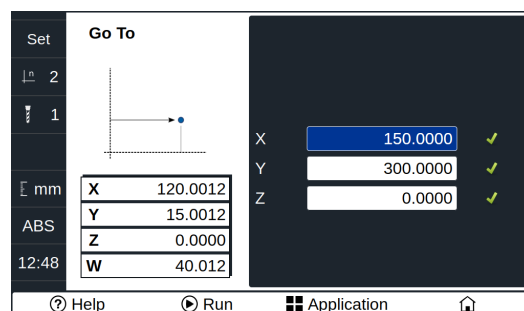 Set
n 2
1
mm
ABS
12:48
Go To
X 120.0012
Y 15.0012
Z 0.0000
W 40.012
X 150.0000
Y 300.0000
Z 0.0000
? Help Run Application